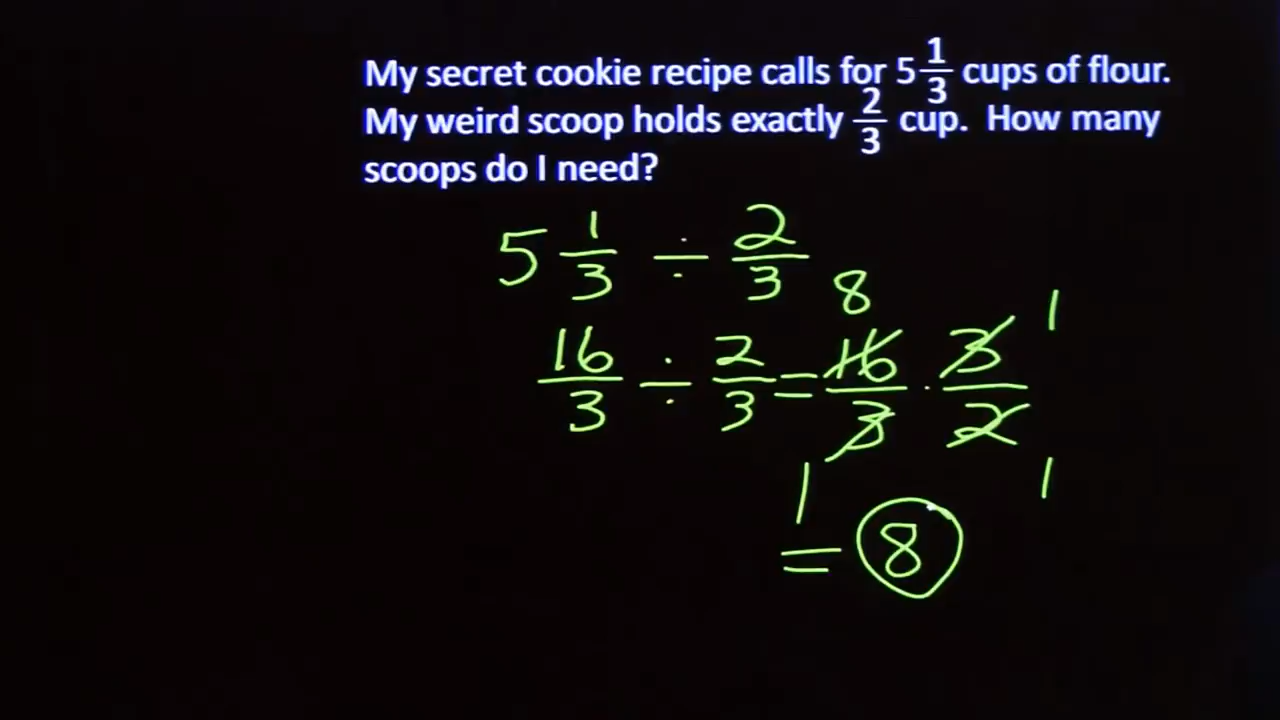 My secret cookie recipe calls for 5 1/3 cups of flour.
My weird scoop holds exactly 2/3 cup. How many
scoops do I need?
5 1/3 ÷ 2/3
8 1
16/3 ÷ 2/3 = 16/3 · 3/2
1 1
= 8